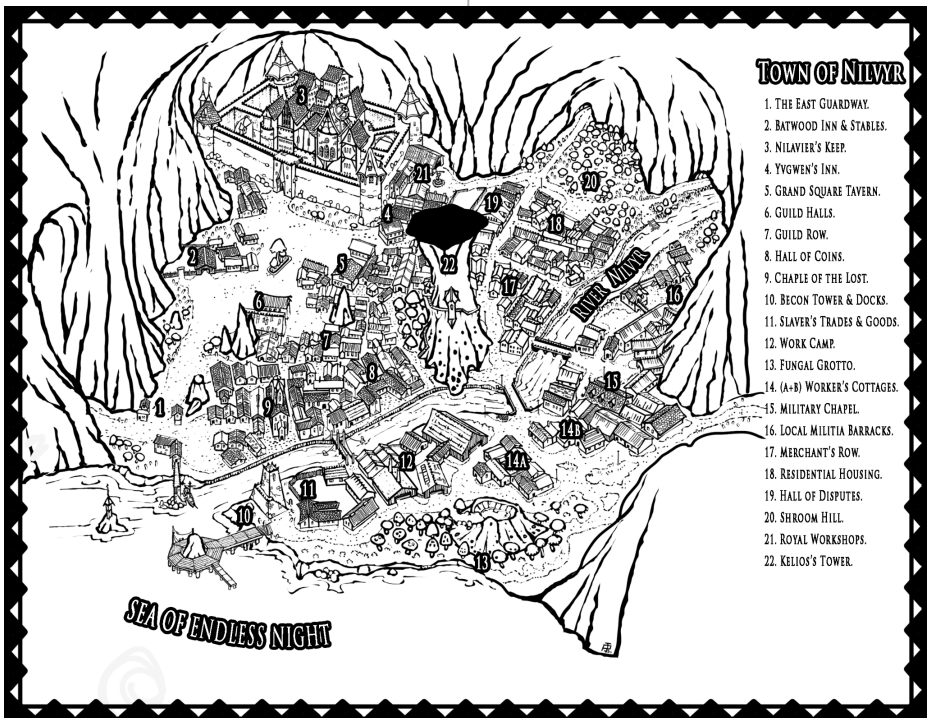 Town of Nilvyr
1. The East Guardway.
2. Batwood Inn & Stables.
3. Nilavier's Keep.
4. Yvgwen's Inn.
5. Grand Square Tavern.
6. Guild Halls.
7. Guild Row.
8. Hall of Coins.
9. Chaple of the Lost.
10. Becon Tower & Docks.
11. Slaver's Trades & Goods.
12. Work Camp.
13. Fungal Grotto.
14. (A+B) Worker's Cottages.
15. Military Chapel.
16. Local Militia Barracks.
17. Merchant's Row.
18. Residential Housing.
19. Hall of Disputes.
20. Shroom Hill.
21. Royal Workshops.
22. Kelios's Tower.
3
21
20
19
4
18
2
5
22
17
River Nilvyr
16
6
7
8
15
1
9
14B
12
14A
11
10
13
Sea of Endless Night